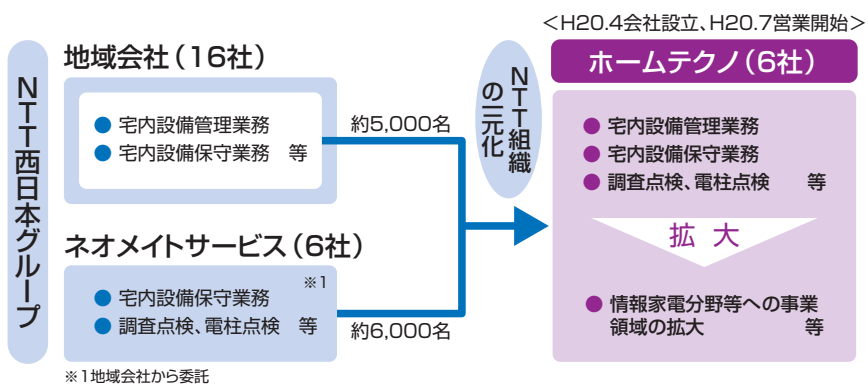 ＜H20.4会社設立、H20.7営業開始＞
NTT西日本グループ
地域会社（16社）
● 宅内設備管理業務
● 宅内設備保守業務　等
約5,000名
ネオメイトサービス（6社）
※1
● 宅内設備保守業務
● 調査点検、電柱点検　等
約6,000名
※1地域会社から委託
NTT組織
の一元化
ホームテクノ（6社）
● 宅内設備管理業務
● 宅内設備保守業務
● 調査点検、電柱点検　等
拡 大
● 情報家電分野等への事業
領域の拡大　等